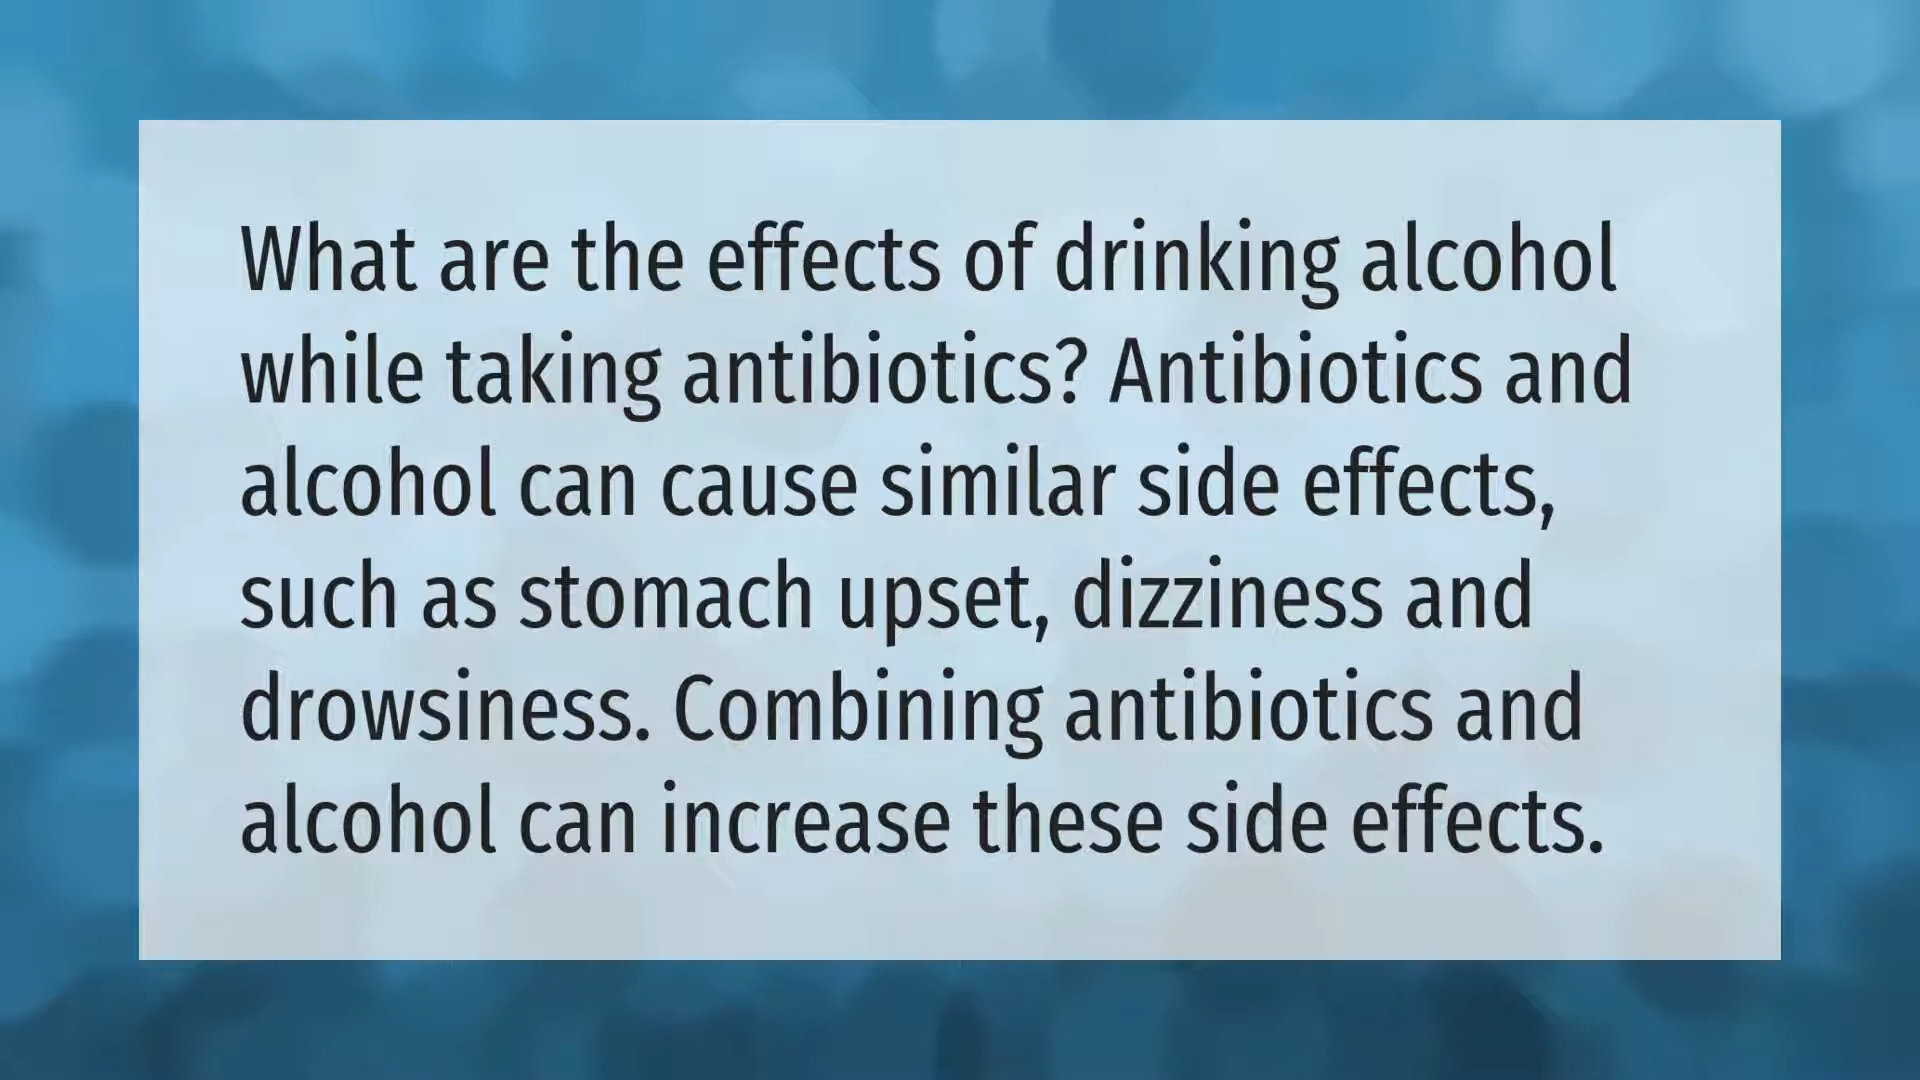 What are the effects of drinking alcohol
while taking antibiotics? Antibiotics and
alcohol can cause similar side effects,
such as stomach upset, dizziness and
drowsiness. Combining antibiotics and
alcohol can increase these side effects.